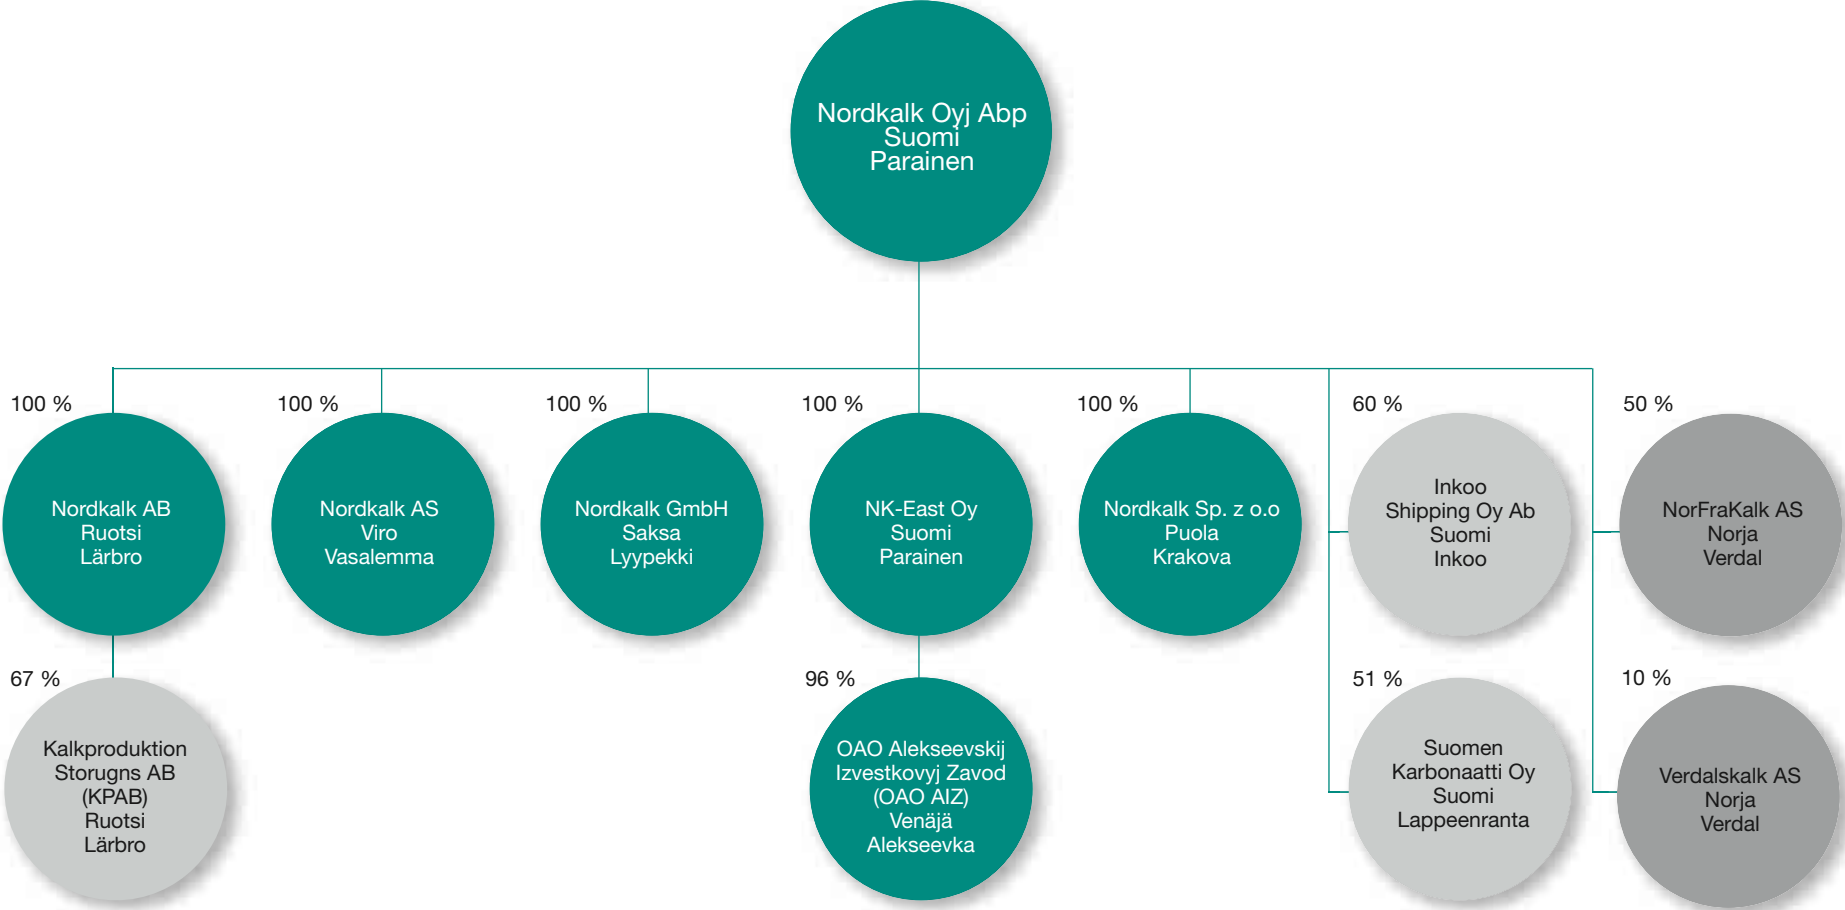 Nordkalk Oyj Abp
Suomi
Parainen
100 %
Nordkalk AB
Ruotsi
Lärbro
100 %
Nordkalk AS
Viro
Vasalemma
100 %
Nordkalk GmbH
Saksa
Lyypekki
100 %
NK-East Oy
Suomi
Parainen
100 %
Nordkalk Sp. z o.o
Puola
Krakova
60 %
Inkoo
Shipping Oy Ab
Suomi
Inkoo
50 %
NorFraKalk AS
Norja
Verdal
67 %
Kalkproduktion
Storugns AB
(KPAB)
Ruotsi
Lärbro
96 %
OAO Alekseevskij
Izvestkovyj Zavod
(OAO AIZ)
Venäjä
Alekseevka
51 %
Suomen
Karbonaatti Oy
Suomi
Lappeenranta
10 %
Verdalskalk AS
Norja
Verdal